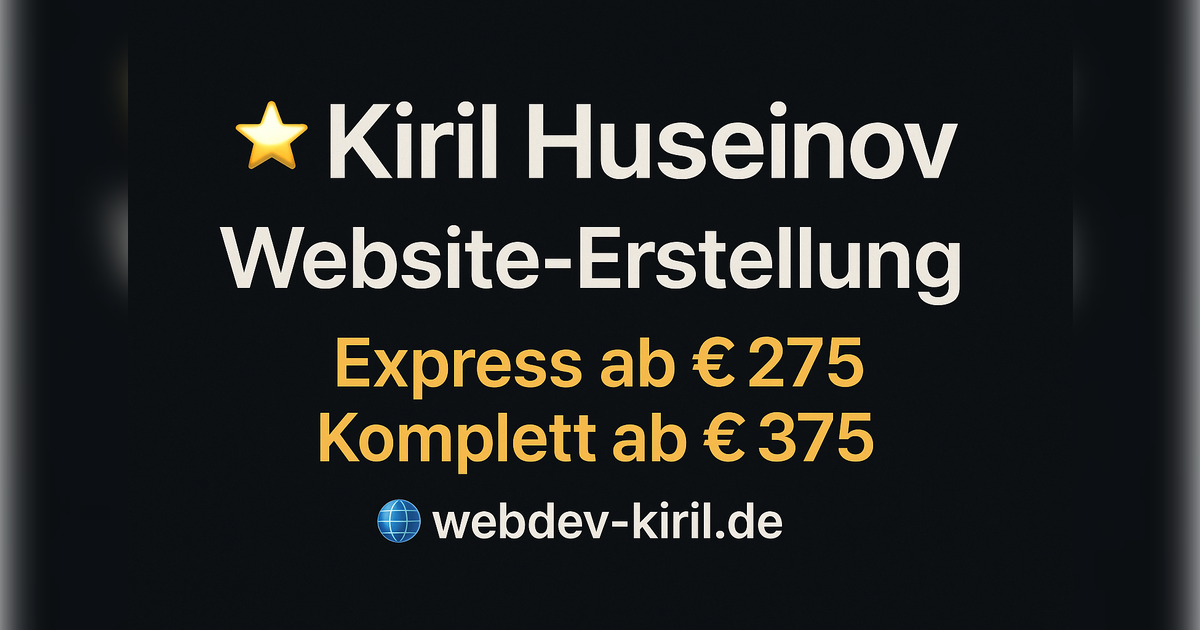 ⭐ Kiril Huseinov
Website-Erstellung
Express ab € 275
Komplett ab € 375
🌐 webdev-kiril.de